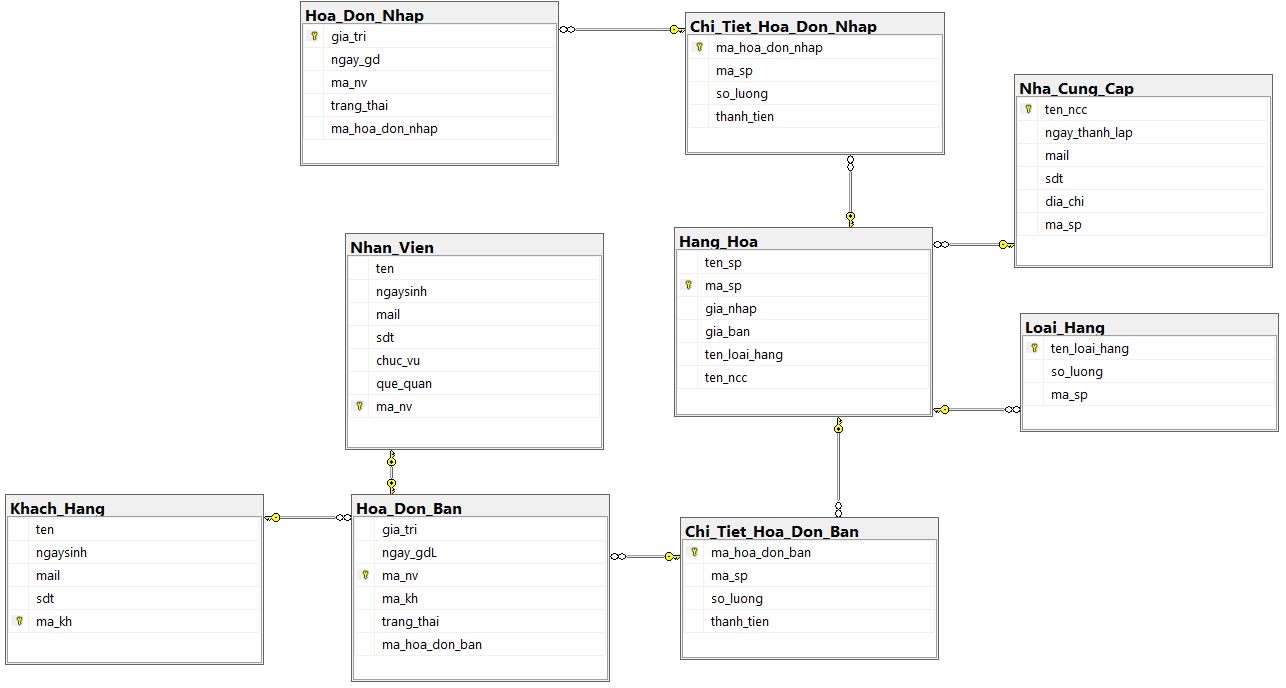 Hoa_Don_Nhap
gia_tri
ngay_gd
ma_nv
trang_thai
ma_hoa_don_nhap
Chi_Tiet_Hoa_Don_Nhap
ma_hoa_don_nhap
ma_sp
so_luong
thanh_tien
Nha_Cung_Cap
ten_ncc
ngay_thanh_lap
mail
sdt
dia_chi
ma_sp
Nhan_Vien
ten
ngaysinh
mail
sdt
chuc_vu
que_quan
ma_nv
Hang_Hoa
ten_sp
ma_sp
gia_nhap
gia_ban
ten_loai_hang
ten_ncc
Loai_Hang
ten_loai_hang
so_luong
ma_sp
Khach_Hang
ten
ngaysinh
mail
sdt
ma_kh
Hoa_Don_Ban
gia_tri
ngay_gdL
ma_nv
ma_kh
trang_thai
ma_hoa_don_ban
Chi_Tiet_Hoa_Don_Ban
ma_hoa_don_ban
ma_sp
so_luong
thanh_tien